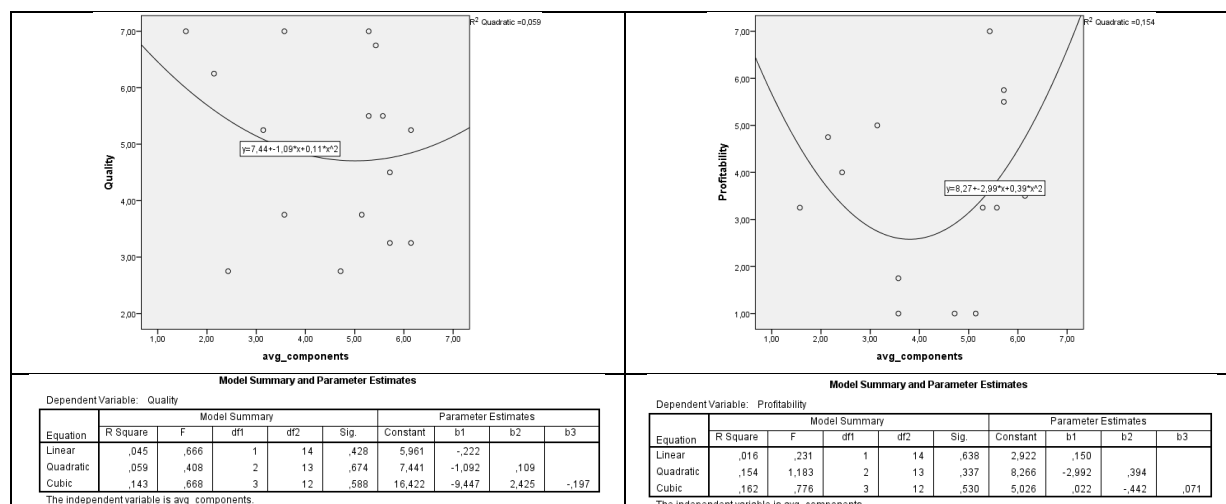 R² Quadratic =0,059
7,00
6,00
5,00
4,00
3,00
2,00
Quality
y=7,44+-1,09*x+0,11*x^2
1,00 2,00 3,00 4,00 5,00 6,00 7,00
avg_components
R² Quadratic =0,154
7,00
6,00
5,00
4,00
3,00
2,00
1,00
Profitability
y=8,27+-2,99*x+0,39*x^2
1,00 2,00 3,00 4,00 5,00 6,00 7,00
avg_components
Model Summary and Parameter Estimates
Dependent Variable: Quality
Model Summary Parameter Estimates
Equation R Square F df1 df2 Sig. Constant b1 b2 b3
Linear ,045 ,666 1 14 ,428 5,961 -,222
Quadratic ,059 ,408 2 13 ,674 7,441 -1,092 ,109
Cubic ,143 ,668 3 12 ,588 16,422 -9,447 2,425 -,197
The independent variable is avg_components.
Model Summary and Parameter Estimates
Dependent Variable: Profitability
Model Summary Parameter Estimates
Equation R Square F df1 df2 Sig. Constant b1 b2 b3
Linear ,016 ,231 1 14 ,638 2,922 ,150
Quadratic ,154 1,183 2 13 ,337 8,266 -2,992 ,394
Cubic ,162 ,776 3 12 ,530 5,026 ,022 -,442 ,071
The independent variable is avg_components.